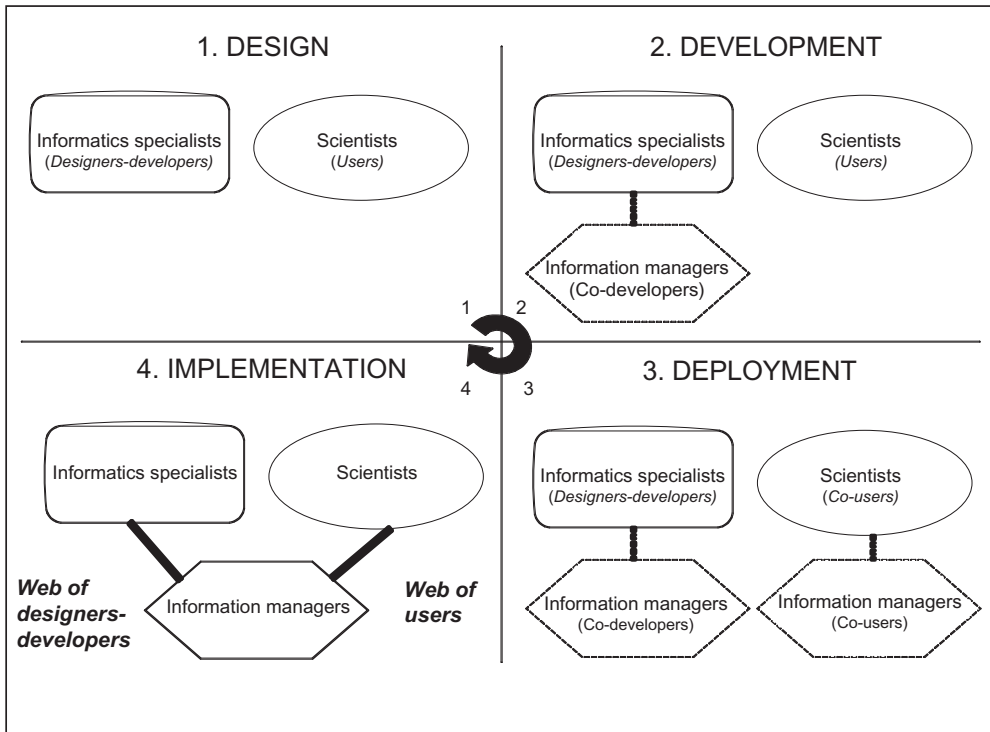 1. DESIGN
Informatics specialists
(Designers-developers)
Scientists
(Users)
2. DEVELOPMENT
Informatics specialists
(Designers-developers)
Scientists
(Users)
Information managers
(Co-developers)
1
2
4
3
4. IMPLEMENTATION
Informatics specialists
Scientists
Web of
designers-
developers
Information managers
Web of
users
3. DEPLOYMENT
Informatics specialists
(Designers-developers)
Scientists
(Co-users)
Information managers
(Co-developers)
Information managers
(Co-users)